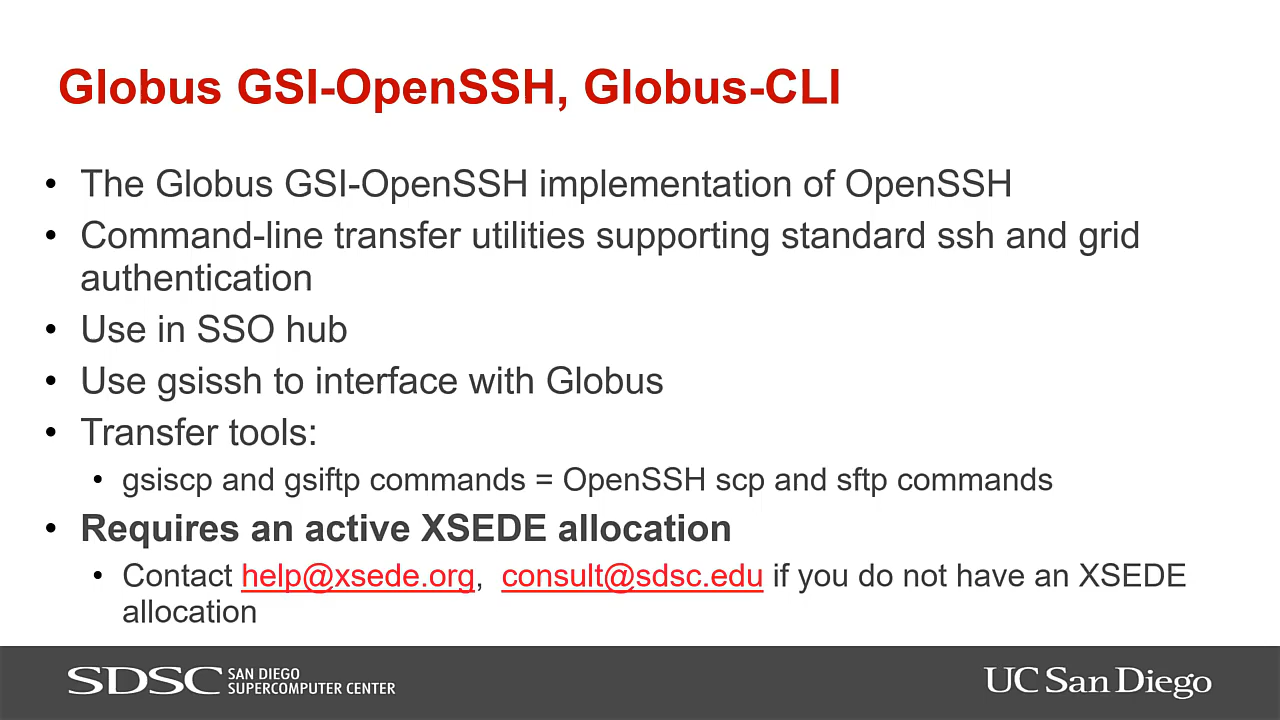 Globus GSI-OpenSSH, Globus-CLI
• The Globus GSI-OpenSSH implementation of OpenSSH
• Command-line transfer utilities supporting standard ssh and grid
authentication
• Use in SSO hub
• Use gsissh to interface with Globus
• Transfer tools:
• gsiscp and gsiftp commands = OpenSSH scp and sftp commands
• Requires an active XSEDE allocation
• Contact help@xsede.org, consult@sdsc.edu if you do not have an XSEDE
allocation
SDSC SAN DIEGO
SUPERCOMPUTER CENTER
UC San Diego